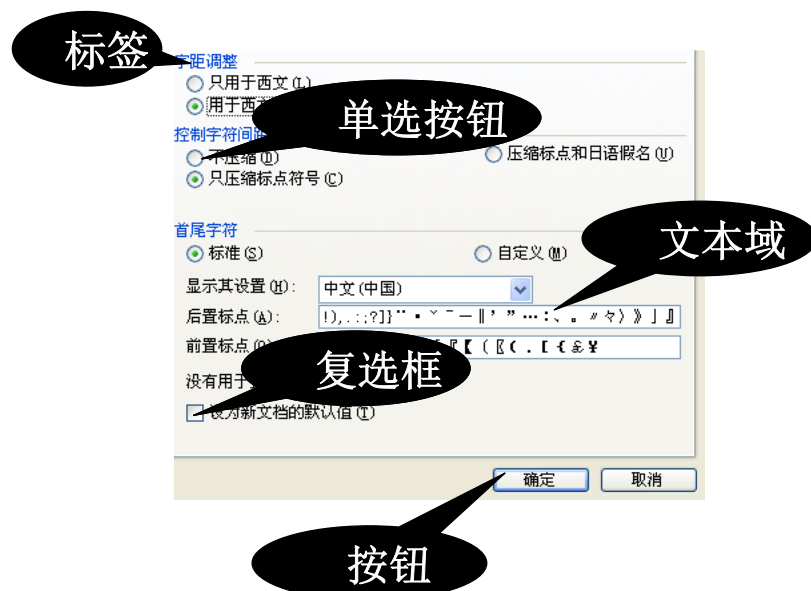 标签
字距调整
只用于西文(L)
用于西
单选按钮
控制字符间距
不压缩(D)
压缩标点和日语假名(U)
只压缩标点符号(C)
首尾字符
标准(S)
自定义(M)
文本域
显示其设置(H):
中文(中国)
后置标点(A):
!),.:;?]}¨·ˇˉ―‖’”…∶、。〃々〉》」』
前置标点
【〖(.[{£¥
复选框
没有用于
设为新文档的默认值(T)
确定
取消
按钮